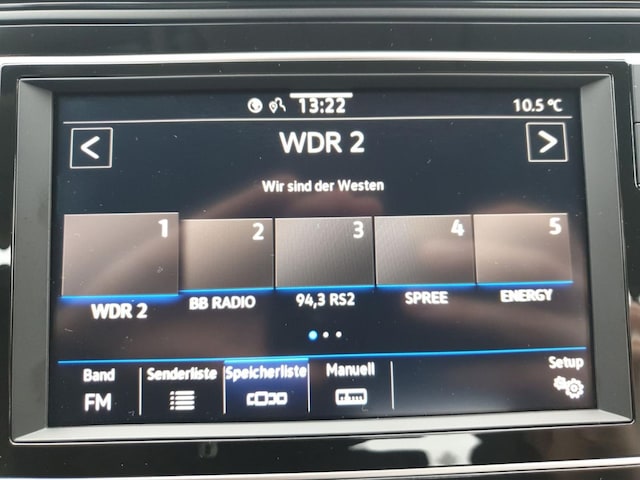 13:22 10.5 °C
< WDR 2 >
Wir sind der Westen
1 2 3 4 5
WDR 2 BB RADIO 94,3 RS2 SPREE ENERGY
Band Senderliste Speicherliste Manuell Setup
FM